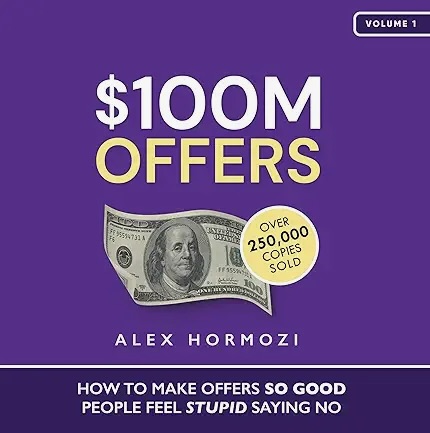 VOLUME 1
$100M
OFFERS
OVER
250,000
COPIES
SOLD
100
ALEX HORMOZI
HOW TO MAKE OFFERS SO GOOD
PEOPLE FEEL STUPID SAYING NO